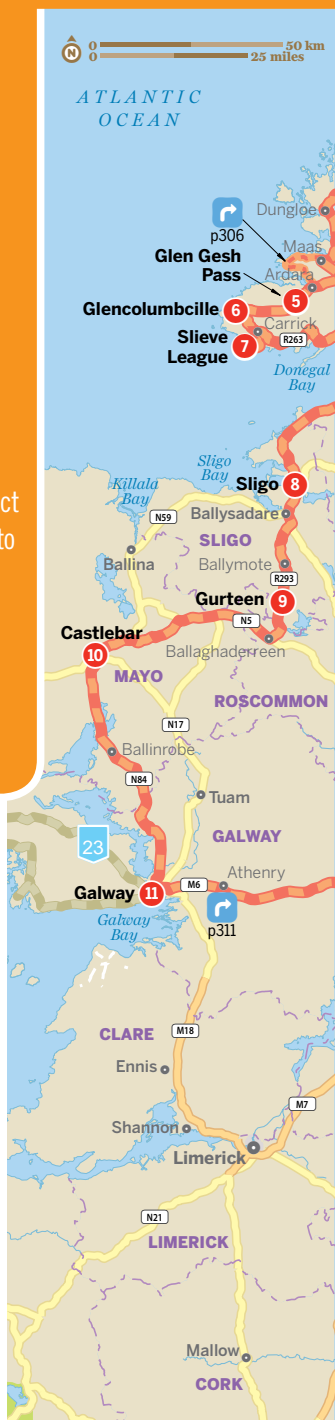 0 50 km
N
0 25 miles
ATLANTIC
OCEAN
Dungloe
p306
Maas
Glen Gesh
Pass
Ardara
5
Glencolumbcille 6
Carrick
Slieve
League
7
R263
Donegal
Bay
Sligo
Bay
Killala
Bay
Sligo 8
ct
to
N59
Ballysadare
SLIGO
Ballina
Ballymote
R293
Gurteen 9
N5
Castlebar
10
Ballaghaderreen
MAYO
ROSCOMMON
N17
Ballinrobe
N84
Tuam
23
GALWAY
Athenry
Galway 11
M6
Galway
Bay
p311
CLARE
M18
Ennis
M7
Shannon
Limerick
N21
LIMERICK
Mallow
CORK